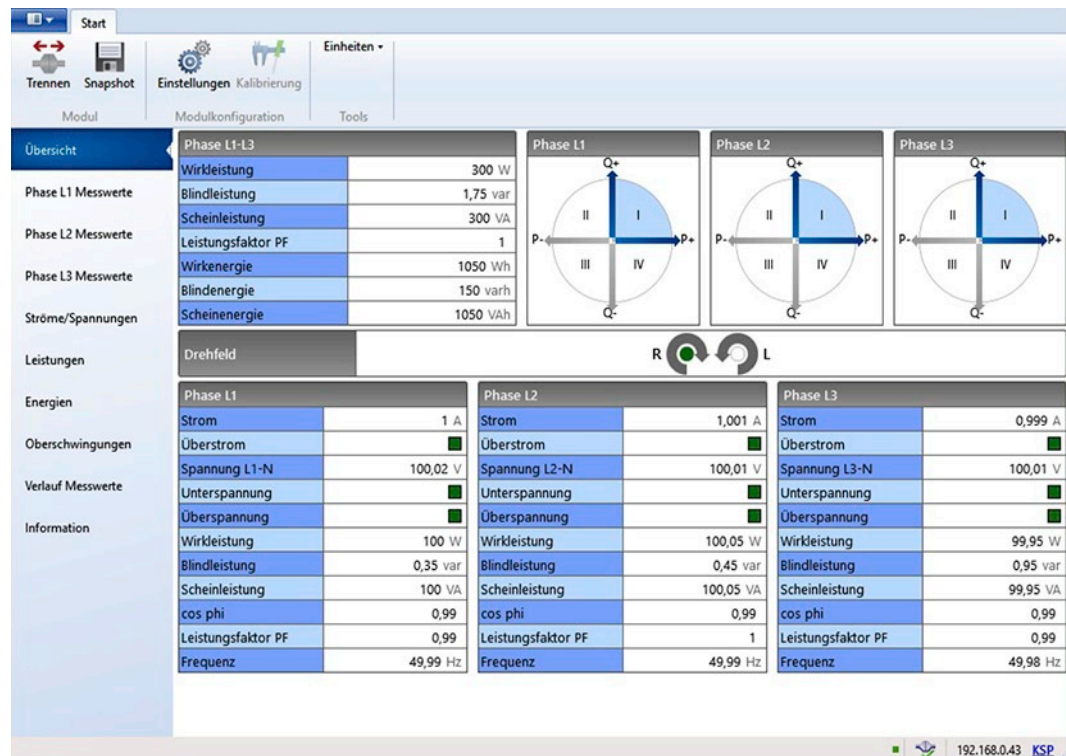 Start
Trennen Snapshot Einstellungen Kalibrierung Einheiten
Modul Modulkonfiguration Tools
Übersicht
Phase L1 Messwerte
Phase L2 Messwerte
Phase L3 Messwerte
Ströme/Spannungen
Leistungen
Energien
Oberschwingungen
Verlauf Messwerte
Information
Phase L1-L3
Wirkleistung 300 W
Blindleistung 1,75 var
Scheinleistung 300 VA
Leistungsfaktor PF 1
Wirkenergie 1050 Wh
Blindenergie 150 varh
Scheinenergie 1050 VAh
Phase L1
Q+
II I
P- P+
III IV
Q-
Phase L2
Q+
II I
P- P+
III IV
Q-
Phase L3
Q+
II I
P- P+
III IV
Q-
Drehfeld R L
Phase L1
Strom 1 A
Überstrom
Spannung L1-N 100,02 V
Unterspannung
Überspannung
Wirkleistung 100 W
Blindleistung 0,35 var
Scheinleistung 100 VA
cos phi 0,99
Leistungsfaktor PF 0,99
Frequenz 49,99 Hz
Phase L2
Strom 1,001 A
Überstrom
Spannung L2-N 100,01 V
Unterspannung
Überspannung
Wirkleistung 100,05 W
Blindleistung 0,45 var
Scheinleistung 100,05 VA
cos phi 0,99
Leistungsfaktor PF 1
Frequenz 49,99 Hz
Phase L3
Strom 0,999 A
Überstrom
Spannung L3-N 100,01 V
Unterspannung
Überspannung
Wirkleistung 99,95 W
Blindleistung 0,95 var
Scheinleistung 99,95 VA
cos phi 0,99
Leistungsfaktor PF 0,99
Frequenz 49,98 Hz
192.168.0.43 KSP